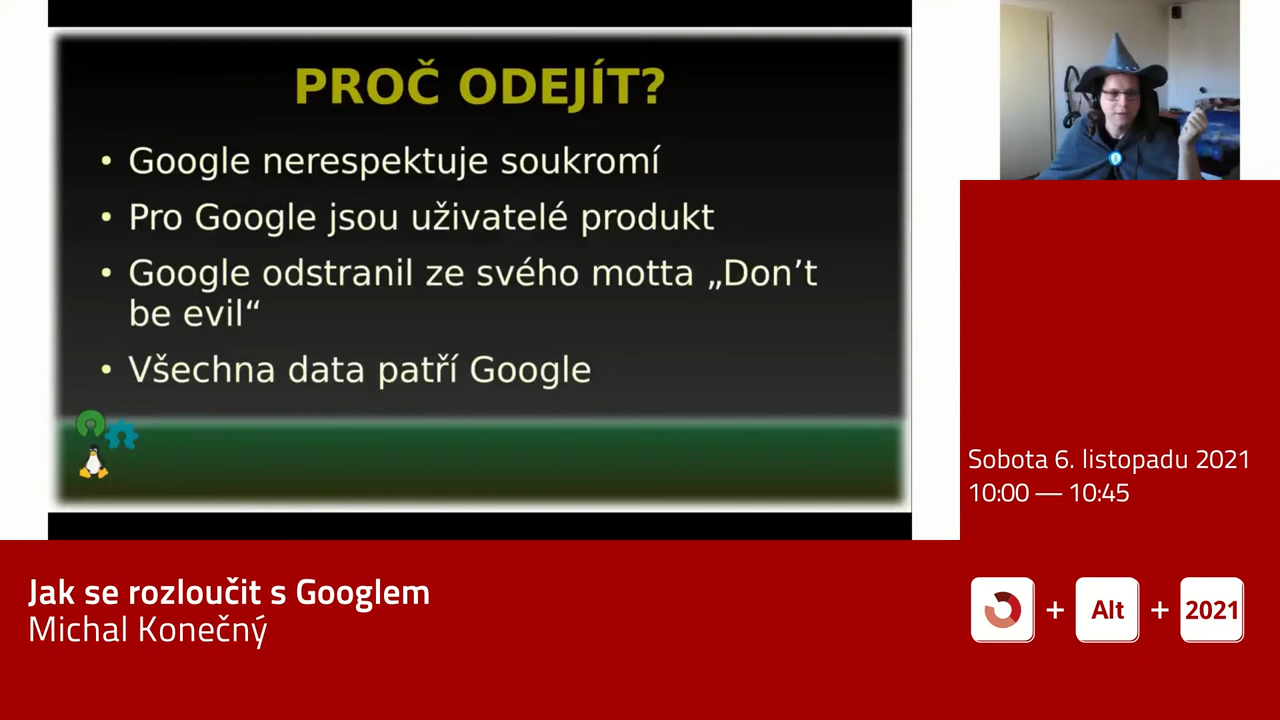 PROČ ODEJÍT?
• Google nerespektuje soukromí
• Pro Google jsou uživatelé produkt
• Google odstranil ze svého motta „Don’t
be evil“
• Všechna data patří Google
Sobota 6. listopadu 2021
10:00 — 10:45
Jak se rozloučit s Googlem
Michal Konečný
+ Alt + 2021